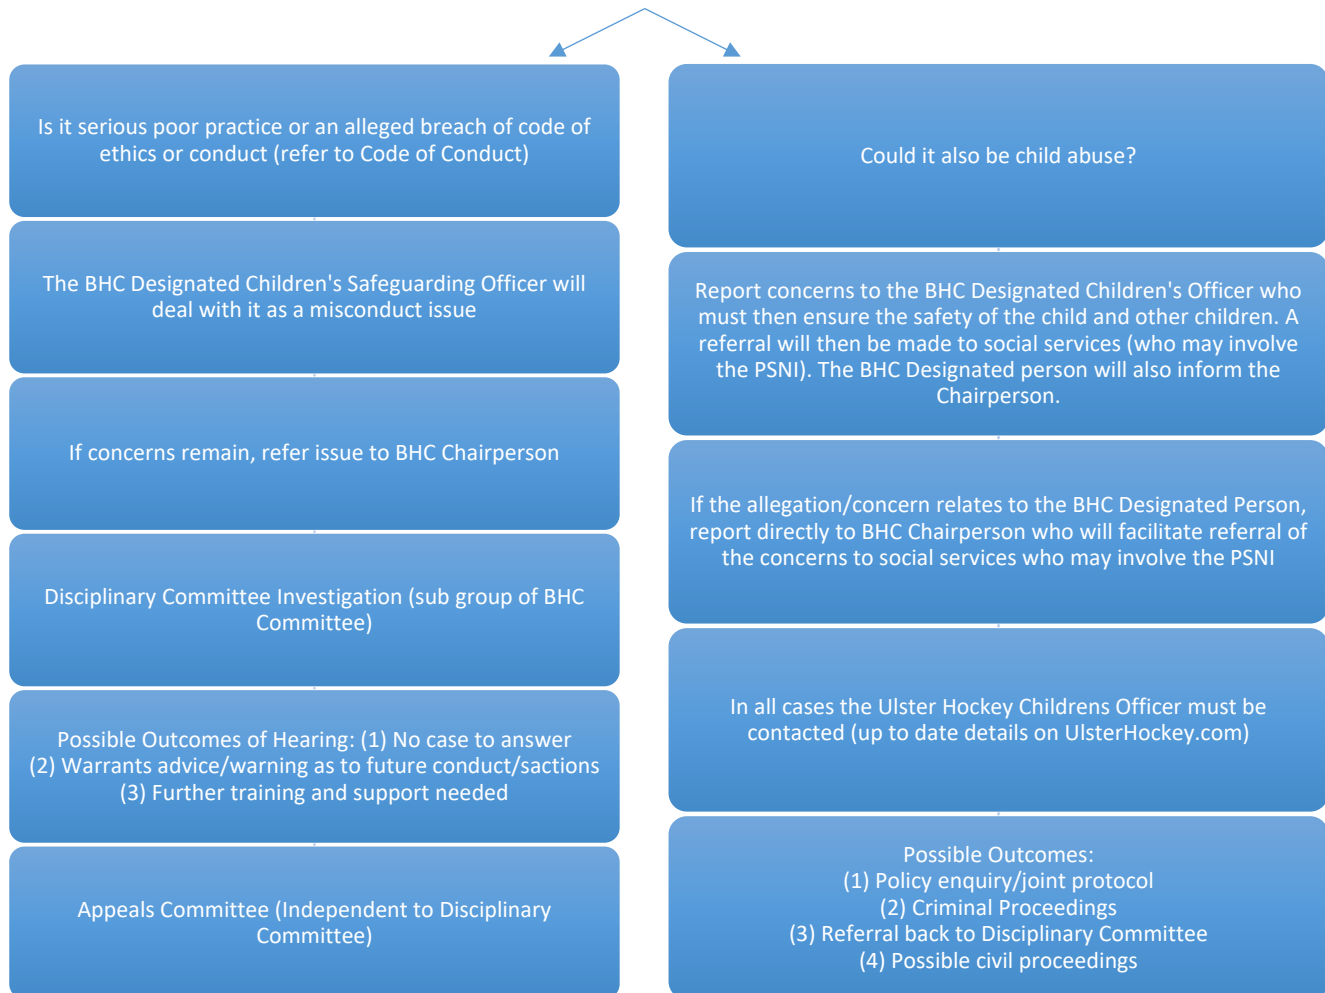 Is it serious poor practice or an alleged breach of code of
ethics or conduct (refer to Code of Conduct)
The BHC Designated Children's Safeguarding Officer will
deal with it as a misconduct issue
If concerns remain, refer issue to BHC Chairperson
Disciplinary Committee Investigation (sub group of BHC
Committee)
Possible Outcomes of Hearing: (1) No case to answer
(2) Warrants advice/warning as to future conduct/sactions
(3) Further training and support needed
Appeals Committee (Independent to Disciplinary
Committee)
Could it also be child abuse?
Report concerns to the BHC Designated Children's Officer who
must then ensure the safety of the child and other children. A
referral will then be made to social services (who may involve
the PSNI). The BHC Designated person will also inform the
Chairperson.
If the allegation/concern relates to the BHC Designated Person,
report directly to BHC Chairperson who will facilitate referral of
the concerns to social services who may involve the PSNI
In all cases the Ulster Hockey Childrens Officer must be
contacted (up to date details on UlsterHockey.com)
Possible Outcomes:
(1) Policy enquiry/joint protocol
(2) Criminal Proceedings
(3) Referral back to Disciplinary Committee
(4) Possible civil proceedings